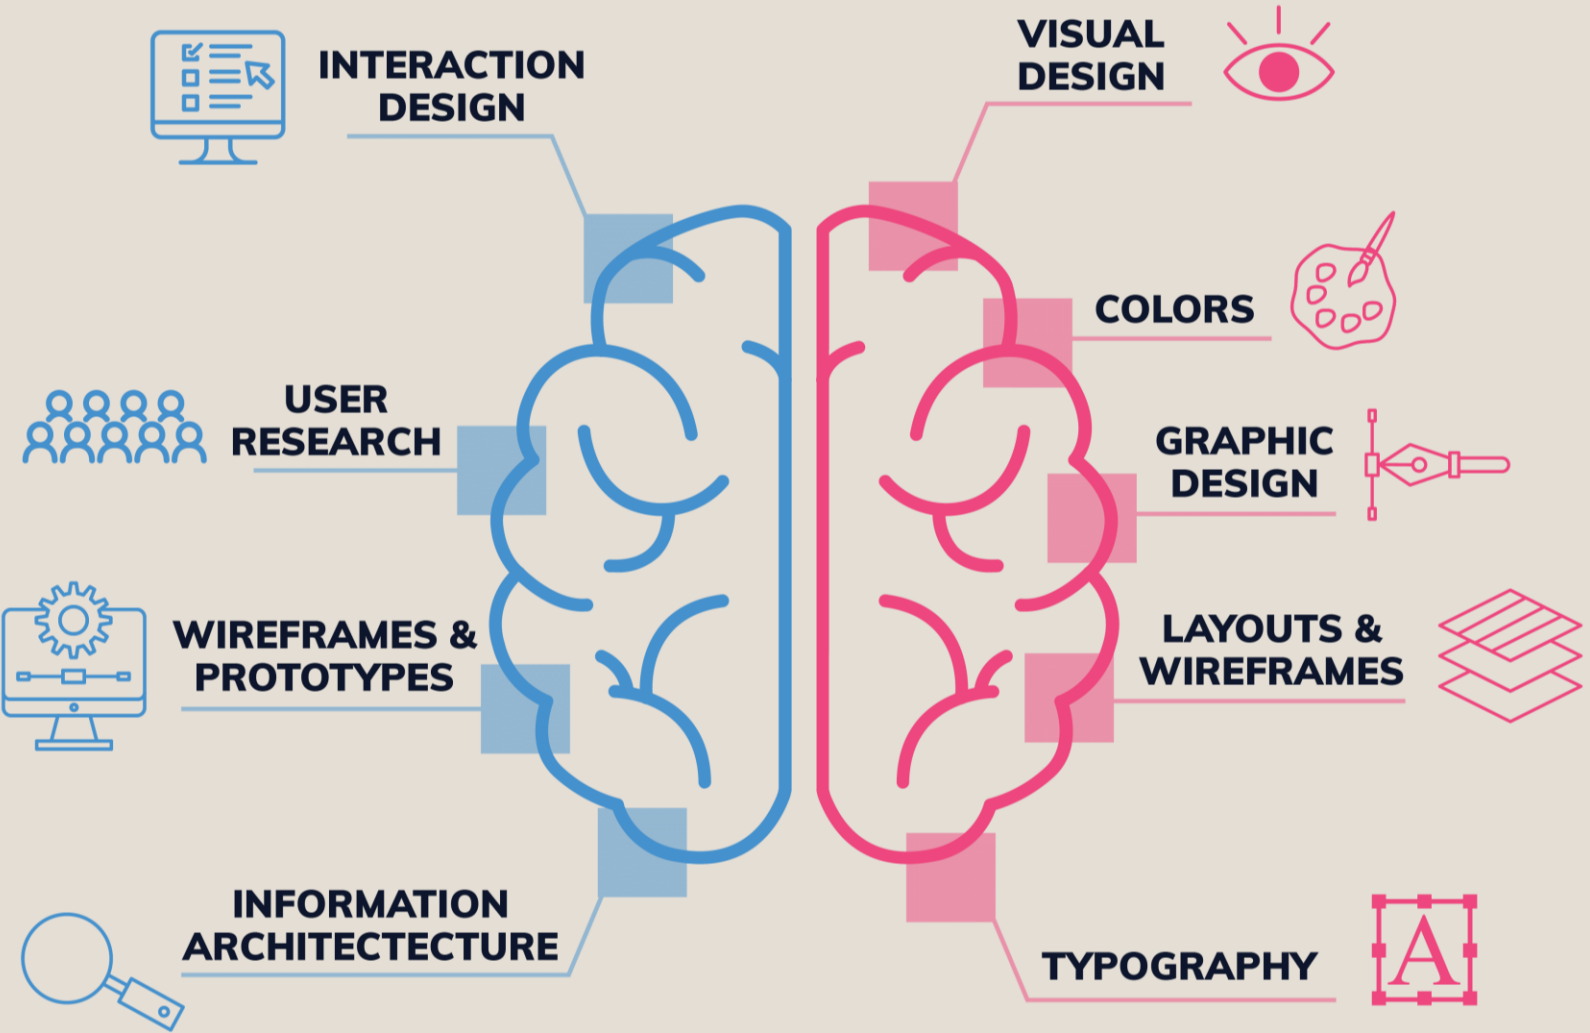 INTERACTION
DESIGN
USER
RESEARCH
WIREFRAMES &
PROTOTYPES
INFORMATION
ARCHITECTECTURE
VISUAL
DESIGN
COLORS
GRAPHIC
DESIGN
LAYOUTS &
WIREFRAMES
TYPOGRAPHY
A